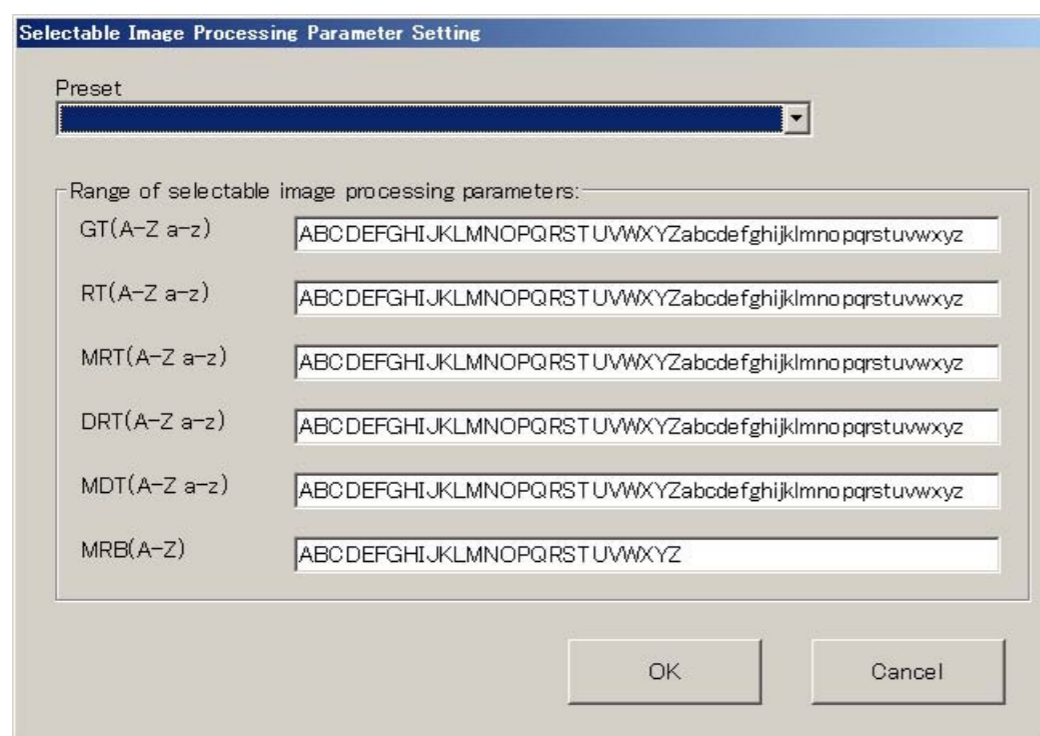 Selectable Image Processing Parameter Setting
Preset
Range of selectable image processing parameters:
GT(A-Z a-z) ABCDEFGHIJKLMNOPQRSTUVWXYZabcdefghijklmnopqrstuvwxyz
RT(A-Z a-z) ABCDEFGHIJKLMNOPQRSTUVWXYZabcdefghijklmnopqrstuvwxyz
MRT(A-Z a-z) ABCDEFGHIJKLMNOPQRSTUVWXYZabcdefghijklmnopqrstuvwxyz
DRT(A-Z a-z) ABCDEFGHIJKLMNOPQRSTUVWXYZabcdefghijklmnopqrstuvwxyz
MDT(A-Z a-z) ABCDEFGHIJKLMNOPQRSTUVWXYZabcdefghijklmnopqrstuvwxyz
MRB(A-Z) ABCDEFGHIJKLMNOPQRSTUVWXYZ
OK Cancel